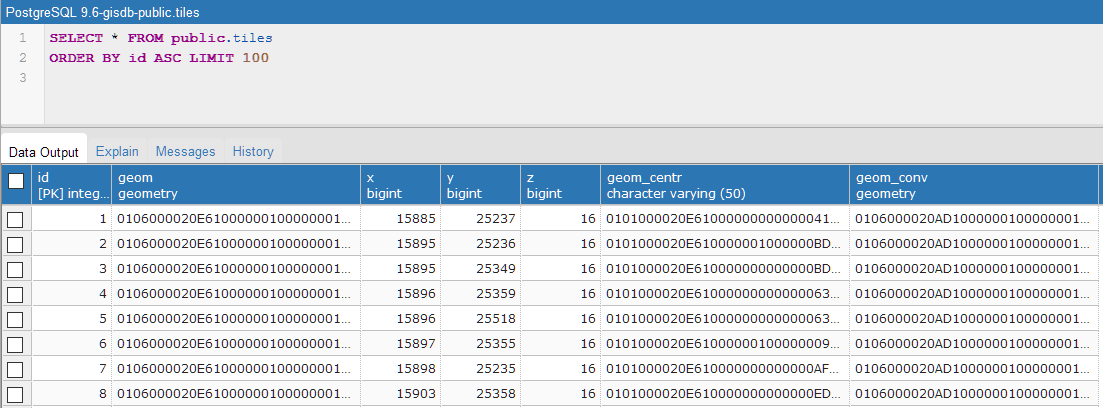 PostgreSQL 9.6-gisdb-public.tiles
1 SELECT * FROM public.tiles
2 ORDER BY id ASC LIMIT 100
3
Data Output Explain Messages History
id geom x y z geom_centr geom_conv
[PK] integ... geometry bigint bigint bigint character varying (50) geometry
1 0106000020E61000000100000001... 15885 25237 16 0101000020E61000000000000041... 0106000020AD1000000100000001...
2 0106000020E61000000100000001... 15895 25236 16 0101000020E610000001000000BD... 0106000020AD1000000100000001...
3 0106000020E61000000100000001... 15895 25349 16 0101000020E610000000000000BD... 0106000020AD1000000100000001...
4 0106000020E61000000100000001... 15896 25359 16 0101000020E61000000000000063... 0106000020AD1000000100000001...
5 0106000020E61000000100000001... 15896 25518 16 0101000020E61000000000000063... 0106000020AD1000000100000001...
6 0106000020E61000000100000001... 15897 25355 16 0101000020E61000000100000009... 0106000020AD1000000100000001...
7 0106000020E61000000100000001... 15898 25235 16 0101000020E610000000000000AF... 0106000020AD1000000100000001...
8 0106000020E61000000100000001... 15903 25358 16 0101000020E610000000000000ED... 0106000020AD1000000100000001...